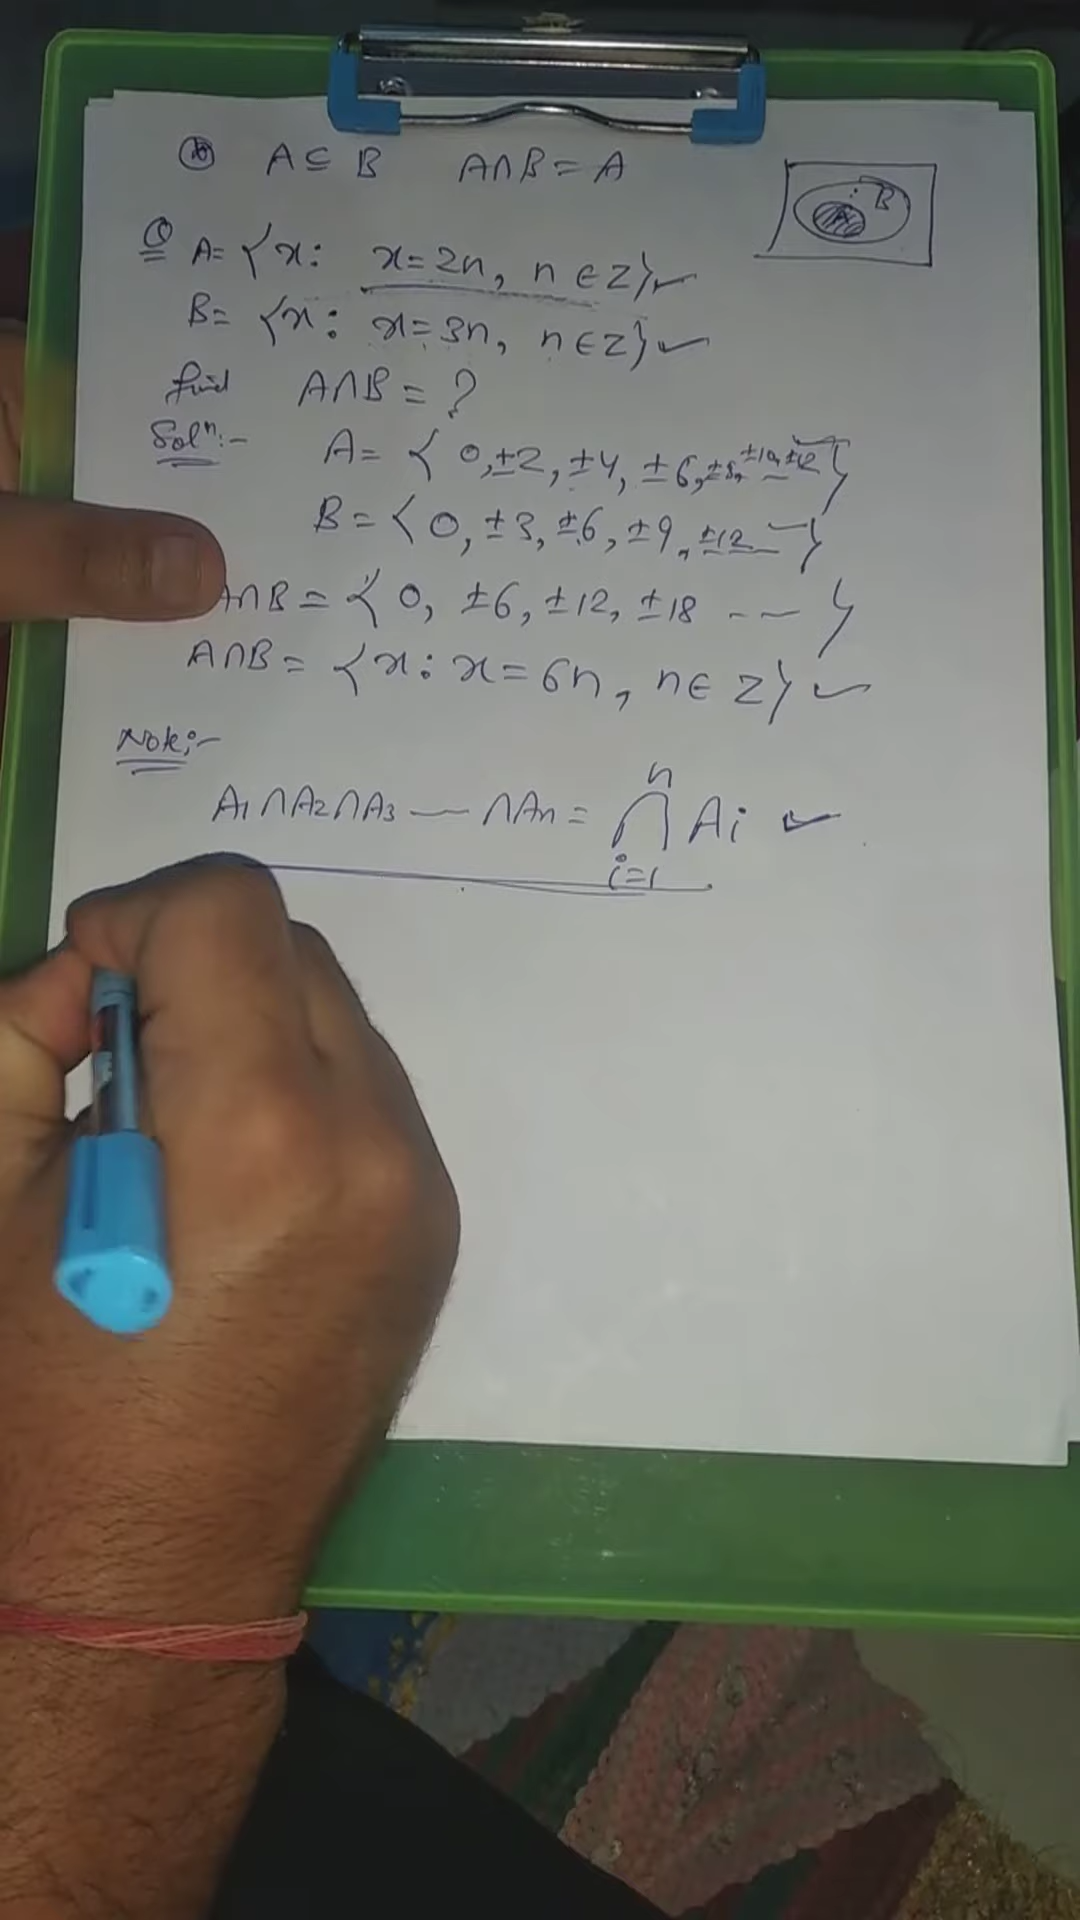 (b) A⊆B A∩B=A
B
A
Q A={x: x=2n, n∈Z}✓
B={x: x=3n, n∈Z}✓
find A∩B=?
Solⁿ:- A={0,±2,±4,±6,±8,±10,±12}
B={0,±3,±6,±9,±12--}
A∩B={0, ±6,±12,±18---}
A∩B={x: x=6n, n∈Z}✓
Note:-
A₁∩A₂∩A₃—∩Aₙ= n⋂i=1 Ai ✓